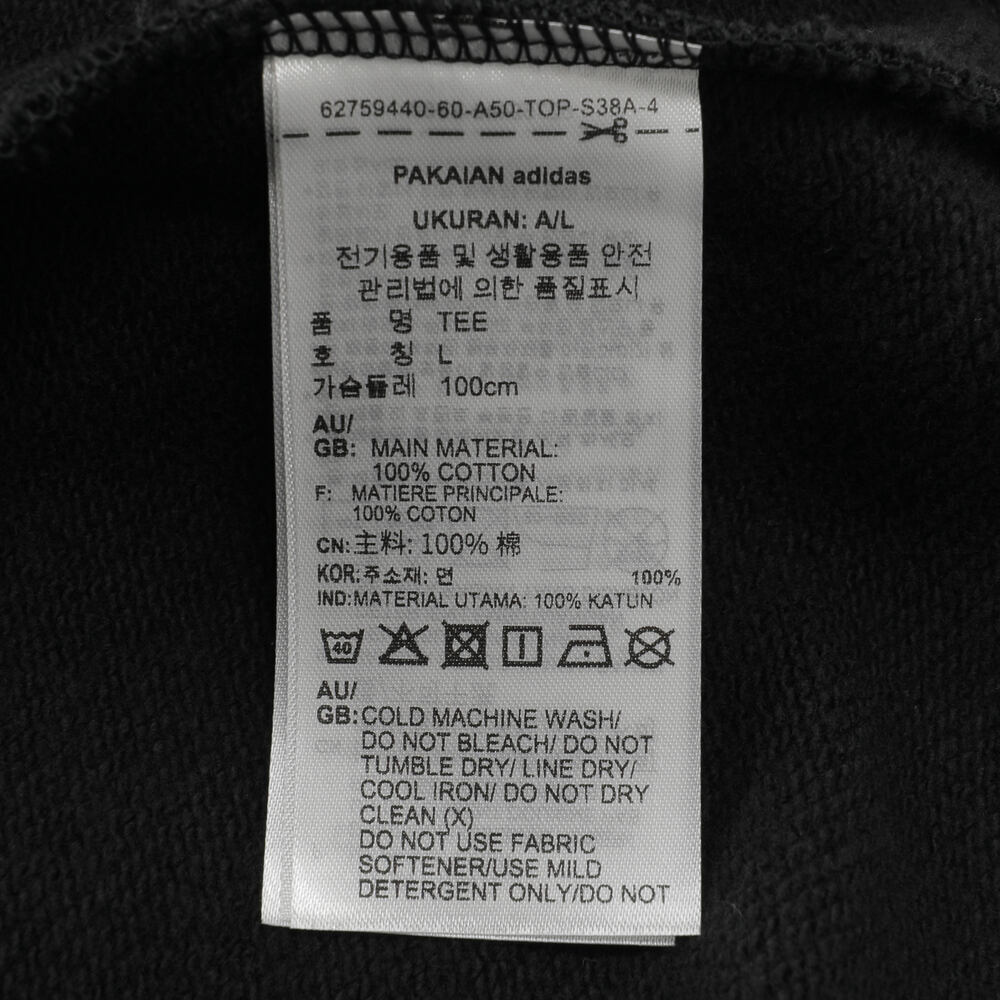 62759440-60-A50-TOP-S38A-4
PAKAIAN adidas
UKURAN: A/L
전기용품 및 생활용품 안전
관리법에 의한 품질표시
품 명 TEE
호 칭 L
가슴둘레 100cm
AU/
GB: MAIN MATERIAL:
100% COTTON
F: MATIERE PRINCIPALE:
100% COTON
CN: 主料: 100% 棉
KOR: 주소재: 면 100%
IND: MATERIAL UTAMA: 100% KATUN
40
AU/
GB: COLD MACHINE WASH/
DO NOT BLEACH/ DO NOT
TUMBLE DRY/ LINE DRY/
COOL IRON/ DO NOT DRY
CLEAN (X)
DO NOT USE FABRIC
SOFTENER/USE MILD
DETERGENT ONLY/DO NOT